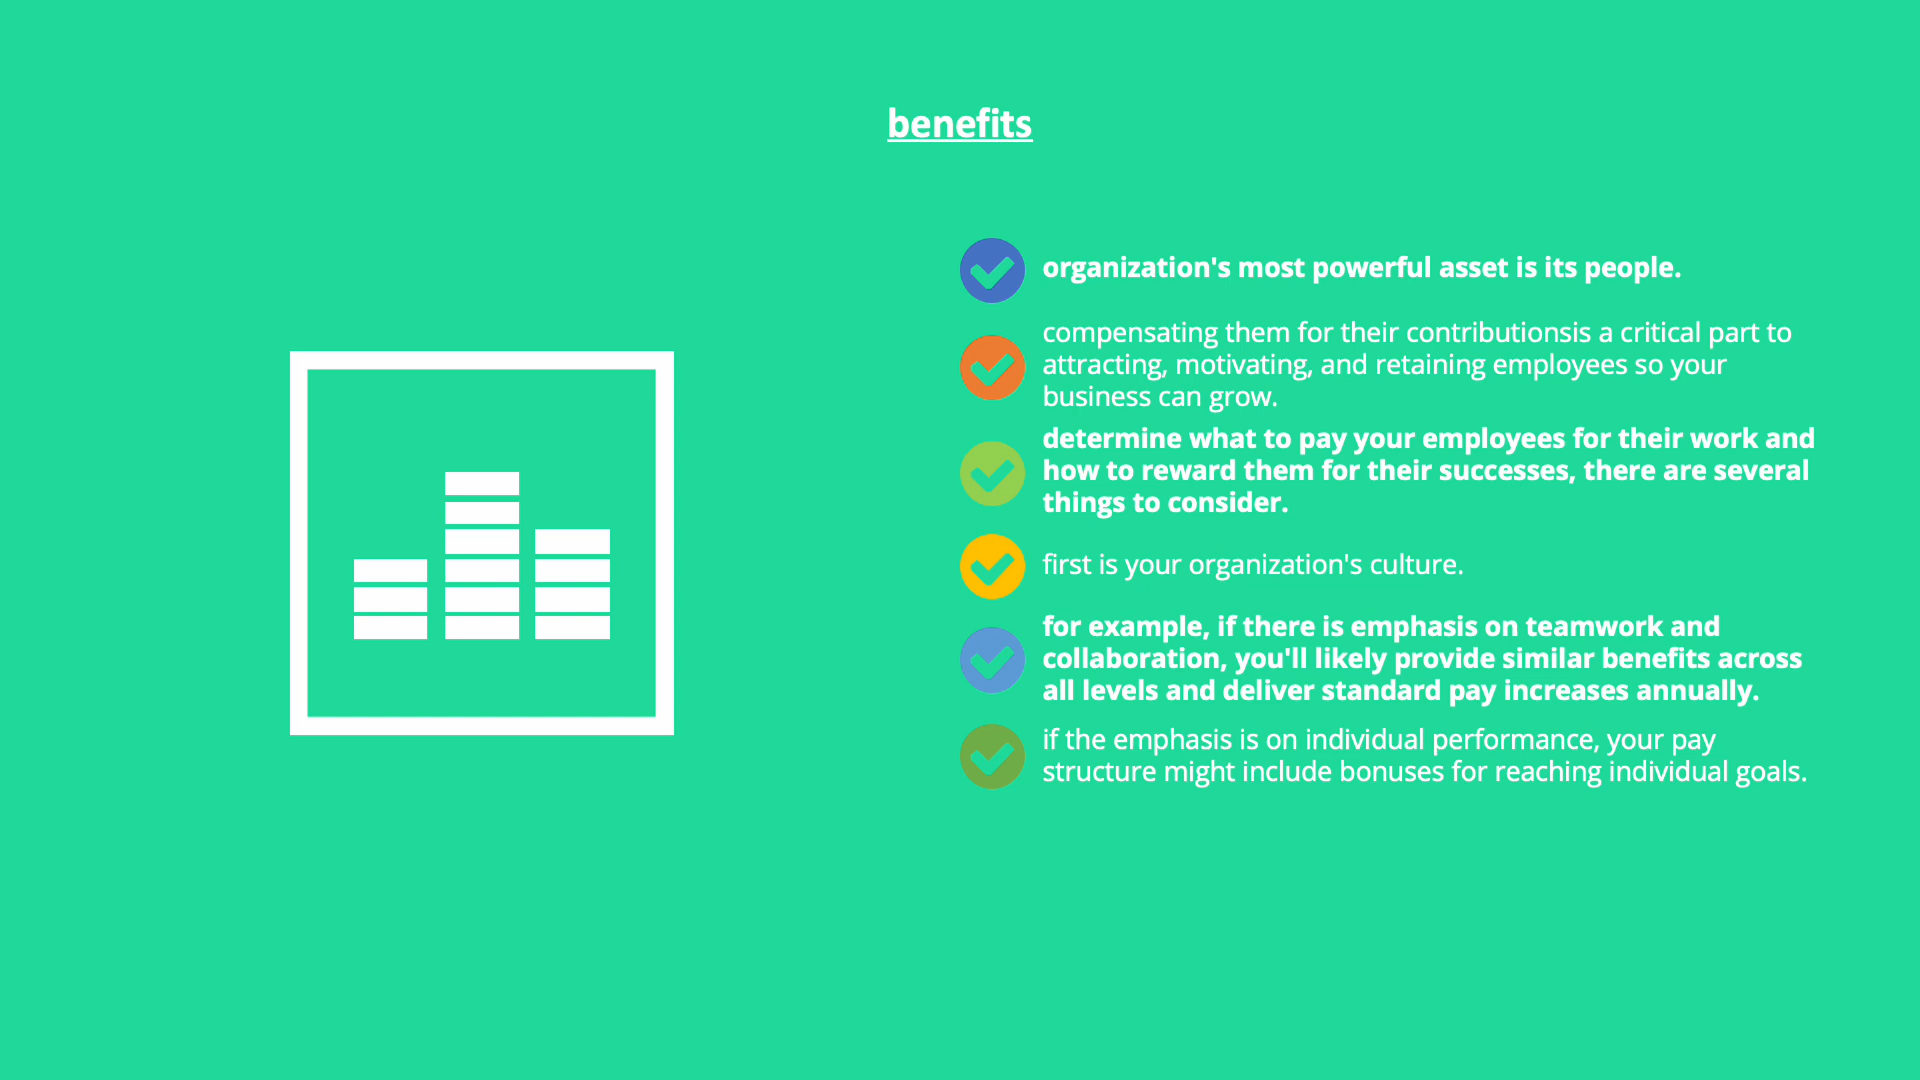 benefits
organization's most powerful asset is its people.
compensating them for their contributionsis a critical part to
attracting, motivating, and retaining employees so your
business can grow.
determine what to pay your employees for their work and
how to reward them for their successes, there are several
things to consider.
first is your organization's culture.
for example, if there is emphasis on teamwork and
collaboration, you'll likely provide similar benefits across
all levels and deliver standard pay increases annually.
if the emphasis is on individual performance, your pay
structure might include bonuses for reaching individual goals.